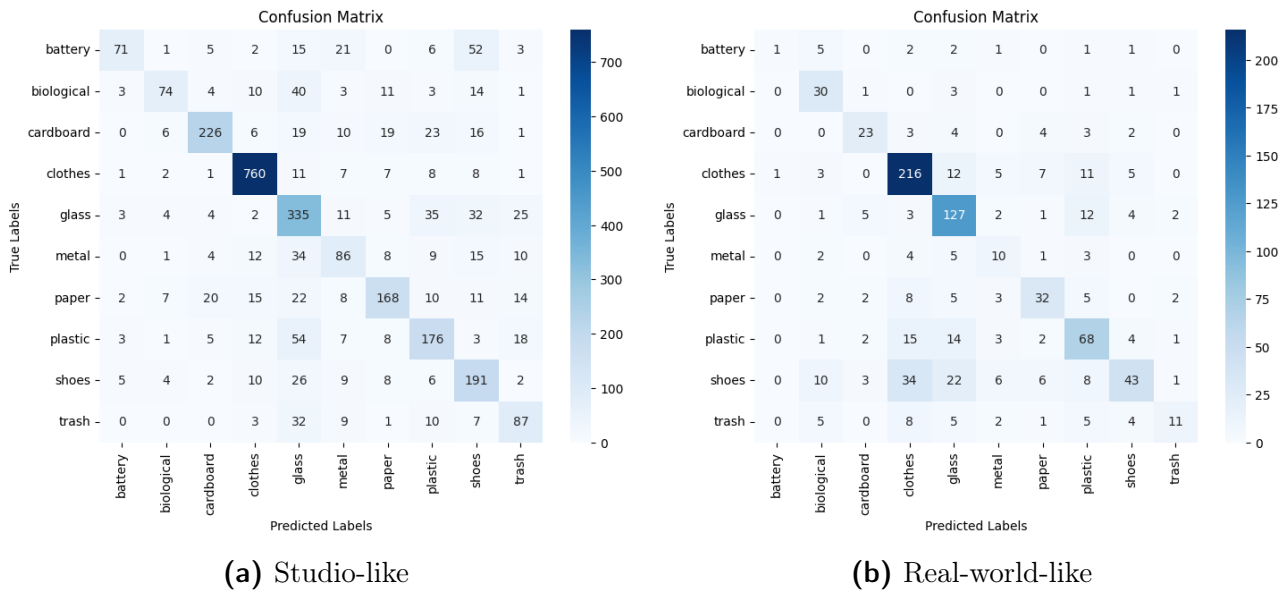 Confusion Matrix
battery 71 1 5 2 15 21 0 6 52 3
biological 3 74 4 10 40 3 11 3 14 1
cardboard 0 6 226 6 19 10 19 23 16 1
clothes 1 2 1 760 11 7 7 8 8 1
glass 3 4 4 2 335 11 5 35 32 25
metal 0 1 4 12 34 86 8 9 15 10
paper 2 7 20 15 22 8 168 10 11 14
plastic 3 1 5 12 54 7 8 176 3 18
shoes 5 4 2 10 26 9 8 6 191 2
trash 0 0 0 3 32 9 1 10 7 87
True Labels
battery biological cardboard clothes glass metal paper plastic shoes trash
Predicted Labels
700
600
500
400
300
200
100
0
(a) Studio-like
Confusion Matrix
battery 1 5 0 2 2 1 0 1 1 0
biological 0 30 1 0 3 0 0 1 1 1
cardboard 0 0 23 3 4 0 4 3 2 0
clothes 1 3 0 216 12 5 7 11 5 0
glass 0 1 5 3 127 2 1 12 4 2
metal 0 2 0 4 5 10 1 3 0 0
paper 0 2 2 8 5 3 32 5 0 2
plastic 0 1 2 15 14 3 2 68 4 1
shoes 0 10 3 34 22 6 6 8 43 1
trash 0 5 0 8 5 2 1 5 4 11
True Labels
battery biological cardboard clothes glass metal paper plastic shoes trash
Predicted Labels
200
175
150
125
100
75
50
25
0
(b) Real-world-like